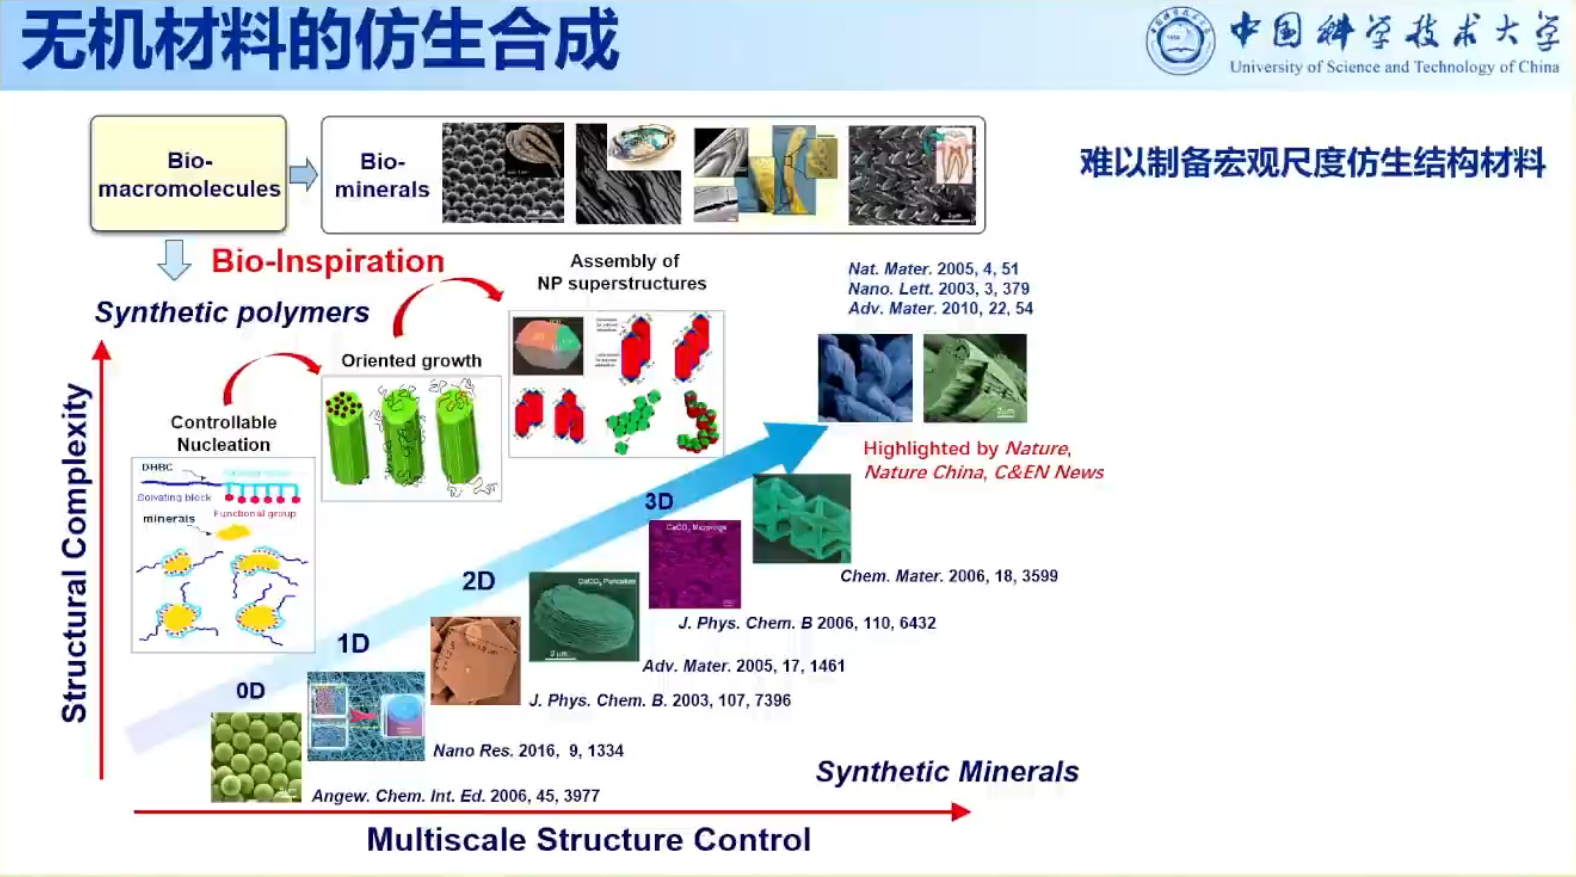 无机材料的仿生合成
中国科学技术大学
University of Science and Technology of China
Bio-
macromolecules
Bio-
minerals
难以制备宏观尺度仿生结构材料
Bio-Inspiration
Synthetic polymers
Assembly of
NP superstructures
Nat. Mater. 2005, 4, 51
Nano. Lett. 2003, 3, 379
Adv. Mater. 2010, 22, 54
Oriented growth
Controllable
Nucleation
DHBC
Solvating block
Functional group
minerals
Highlighted by Nature,
Nature China, C&EN News
Structural Complexity
3D
CaCO₃ Microrings
Chem. Mater. 2006, 18, 3599
2D
CaCO₃ Pancakes
2 μm
J. Phys. Chem. B 2006, 110, 6432
Adv. Mater. 2005, 17, 1461
1D
J. Phys. Chem. B. 2003, 107, 7396
0D
Nano Res. 2016, 9, 1334
Angew. Chem. Int. Ed. 2006, 45, 3977
Synthetic Minerals
Multiscale Structure Control